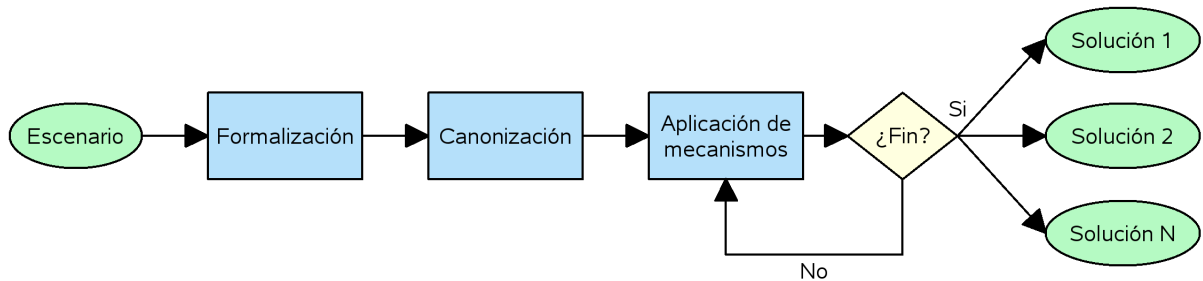 Escenario
Formalización
Canonización
Aplicación de
mecanismos
¿Fin?
Si
No
Solución 1
Solución 2
Solución N